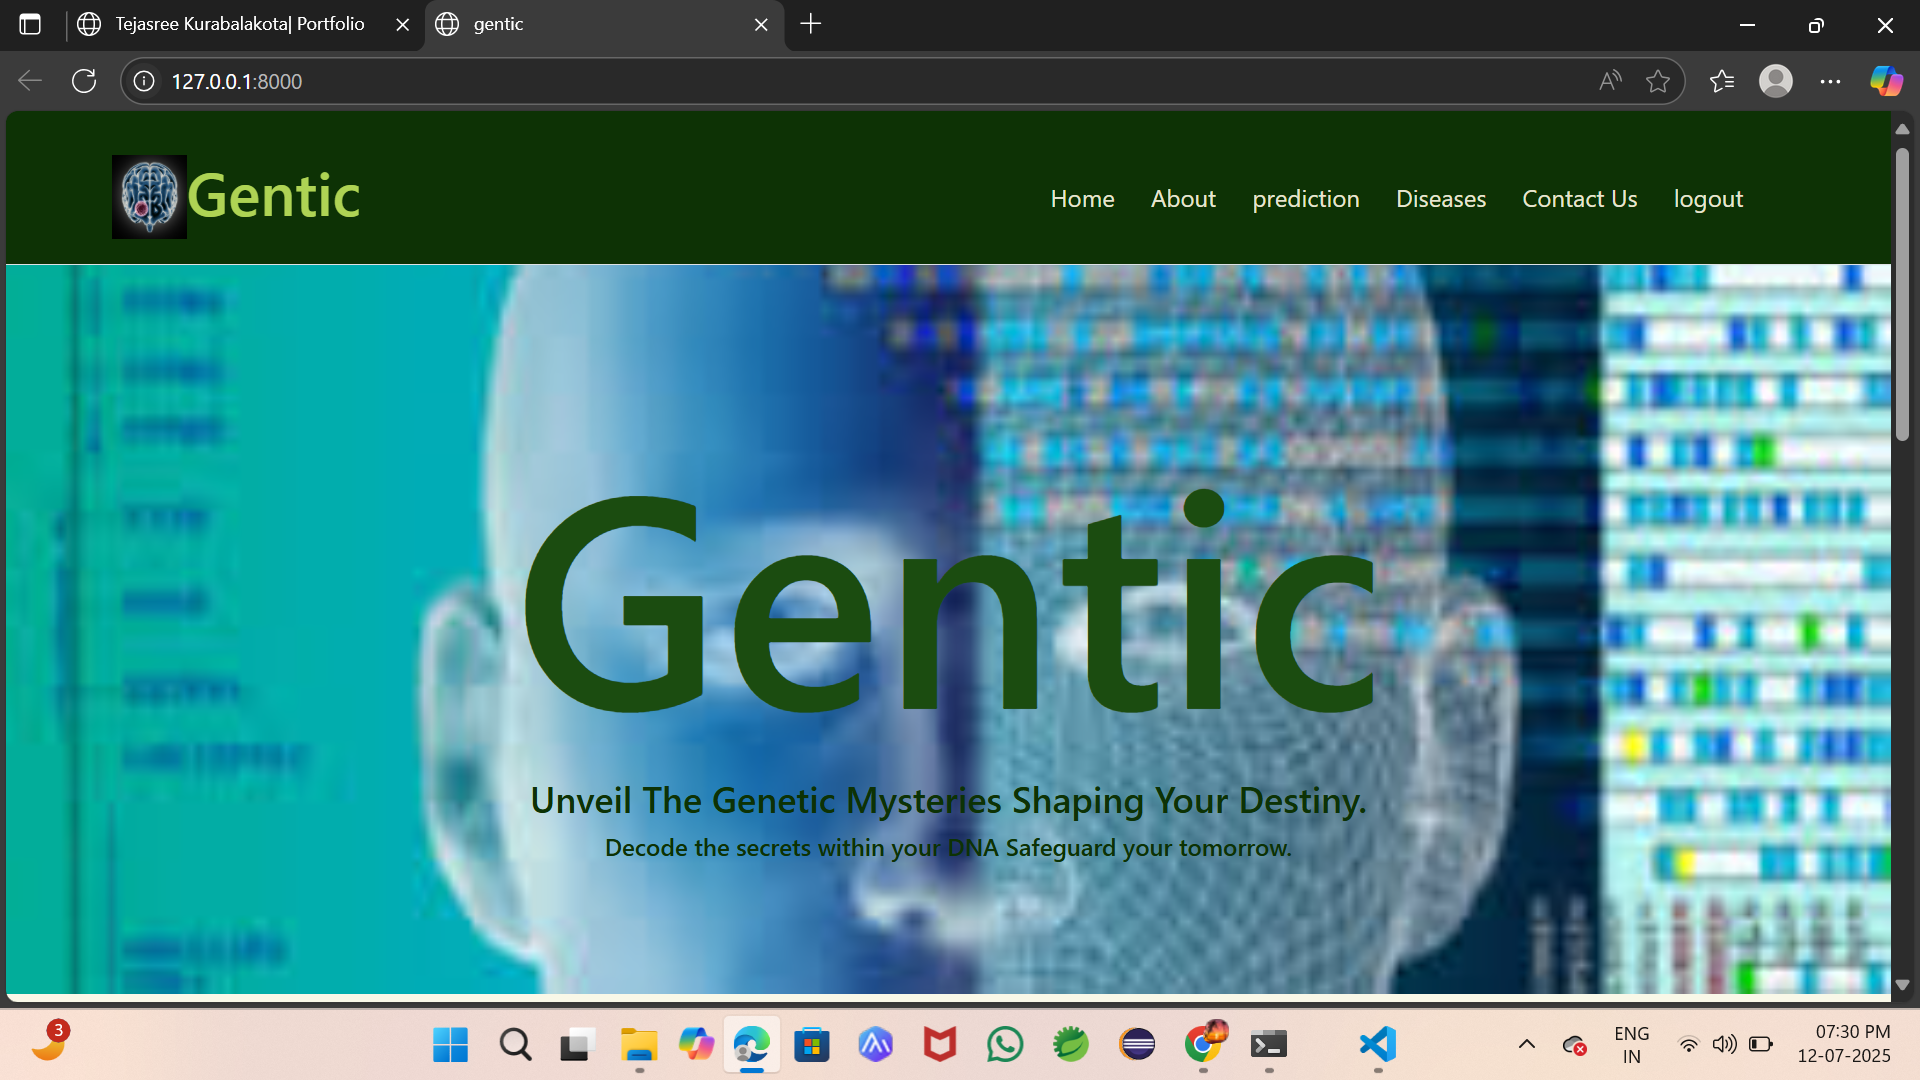 Tejasree Kurabalakota| Portfolio
gentic
127.0.0.1:8000
Gentic
Home
About
prediction
Diseases
Contact Us
logout
Gentic
Unveil The Genetic Mysteries Shaping Your Destiny.
Decode the secrets within your DNA Safeguard your tomorrow.
3
ENG
IN
07:30 PM
12-07-2025